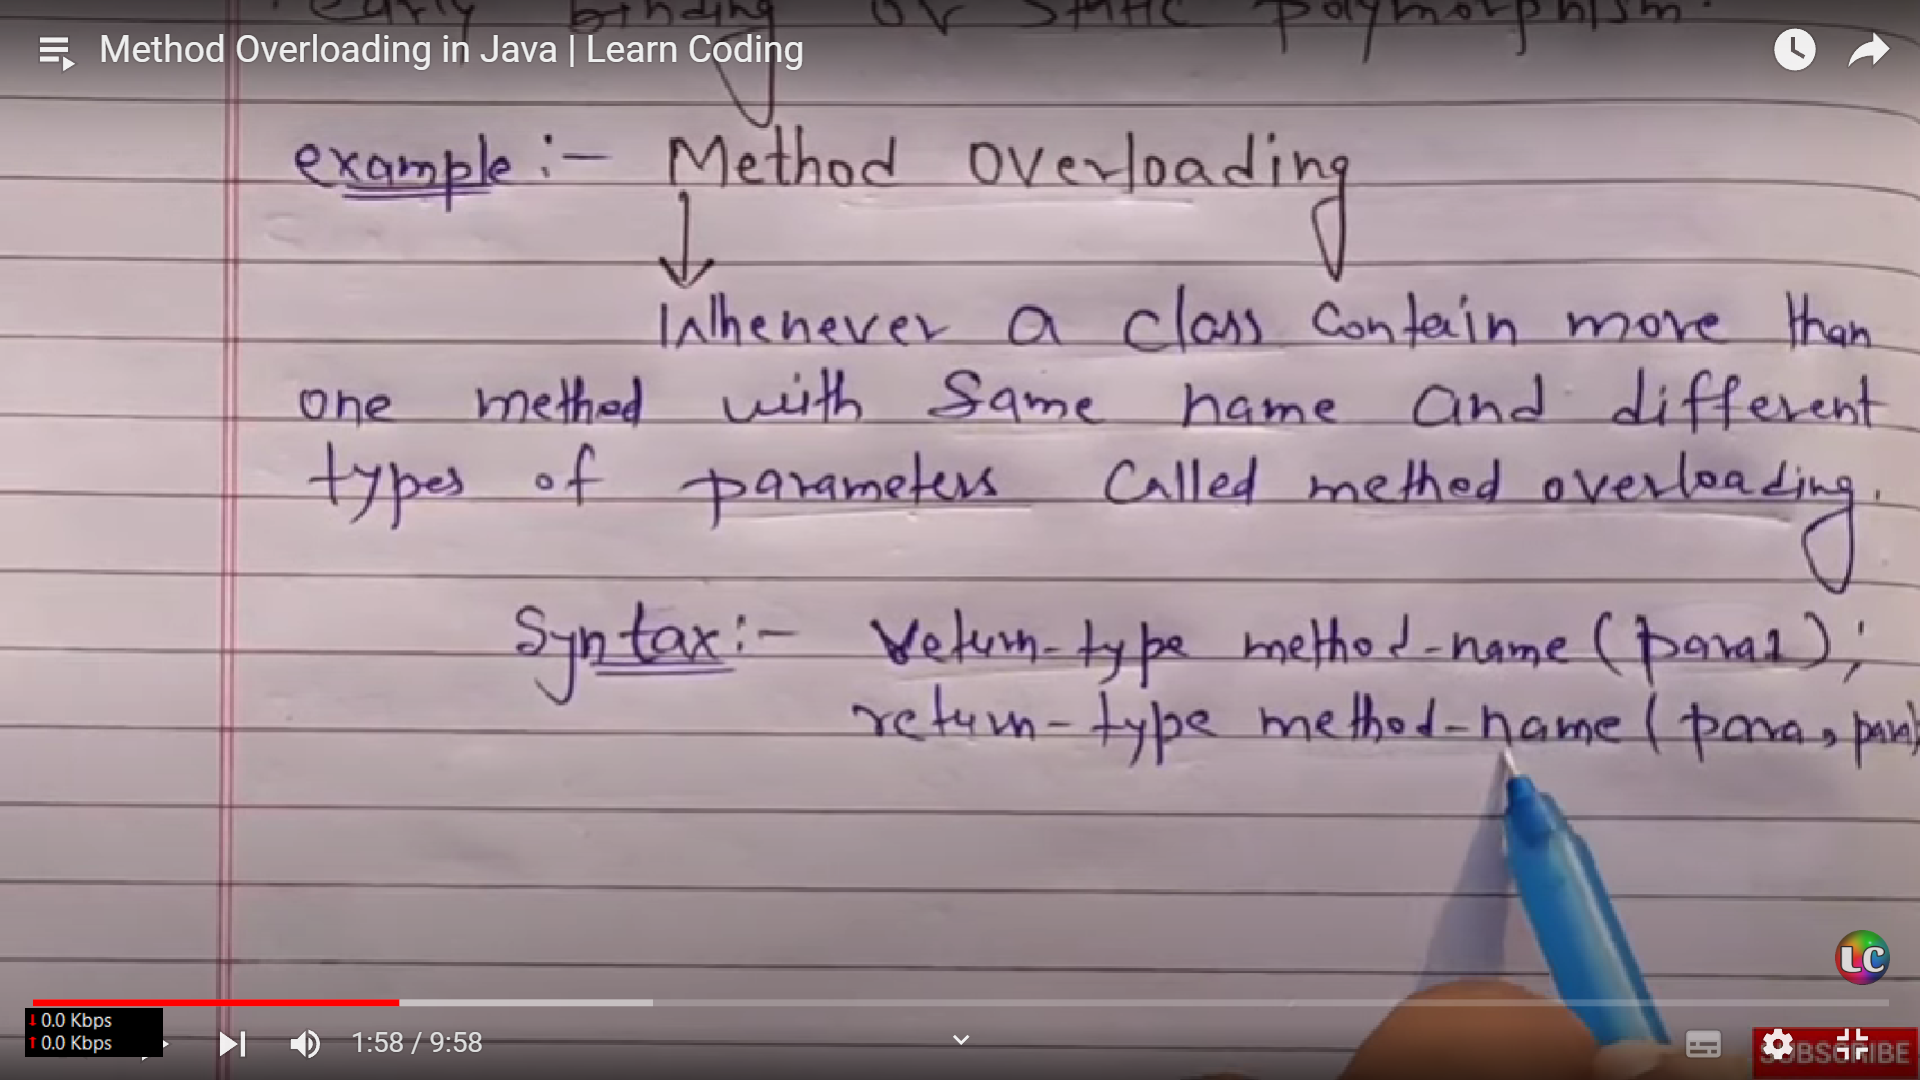 early binding or static polymorphism.
Method Overloading in Java | Learn Coding
example :- Method Overloading
Whenever a class Contain more than
one method with Same name and different
types of parameters Called method overloading.
Syntax :- Return-type method-name (para1);
return-type method-name (para, para)
LC
0.0 Kbps
0.0 Kbps
1:58 / 9:58
SUBSCRIBE